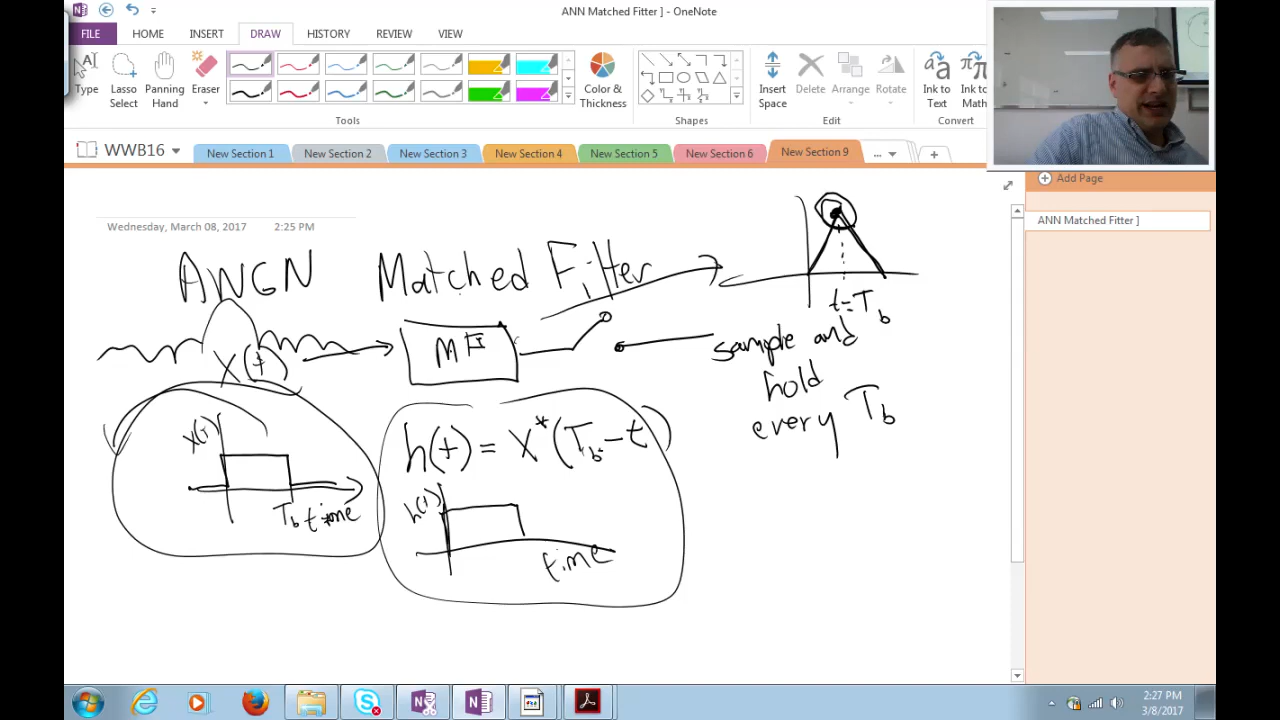 ANN Matched Fitter ] - OneNote
FILE HOME INSERT DRAW HISTORY REVIEW VIEW
Type
Lasso Select
Panning Hand
Eraser
Color & Thickness
Insert Space
Delete
Arrange
Rotate
Ink to Text
Ink to Math
Tools
Shapes
Edit
Convert
WWB16
New Section 1
New Section 2
New Section 3
New Section 4
New Section 5
New Section 6
New Section 9
...
Add Page
ANN Matched Fitter ]
Wednesday, March 08, 2017 2:25 PM
AWGN Matched Filter
t=Tb
X(t)
MF
sample and
hold
every Tb
h(t) = X*(Tb-t)
x(t)
Tb time
h(t)
time
2:27 PM
3/8/2017